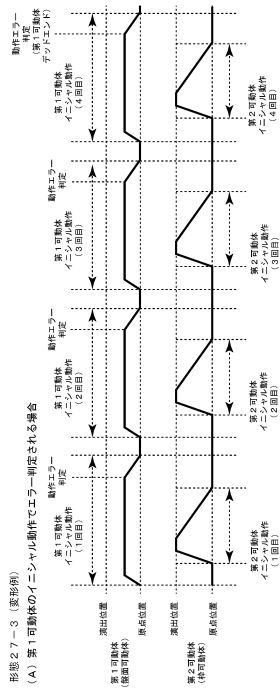 形態27-3（変形例）
（A）第1可動体のイニシャル動作でエラー判定される場合
動作エラー
判定
動作エラー
判定
動作エラー
判定
動作エラー
判定
（第1可動体
デッドエンド）
第1可動体
イニシャル動作
（1回目）
第1可動体
イニシャル動作
（2回目）
第1可動体
イニシャル動作
（3回目）
第1可動体
イニシャル動作
（4回目）
演出位置
第1可動体
（盤面可動体）
原点位置
演出位置
第2可動体
（枠可動体）
原点位置
第2可動体
イニシャル動作
（1回目）
第2可動体
イニシャル動作
（2回目）
第2可動体
イニシャル動作
（3回目）
第2可動体
イニシャル動作
（4回目）